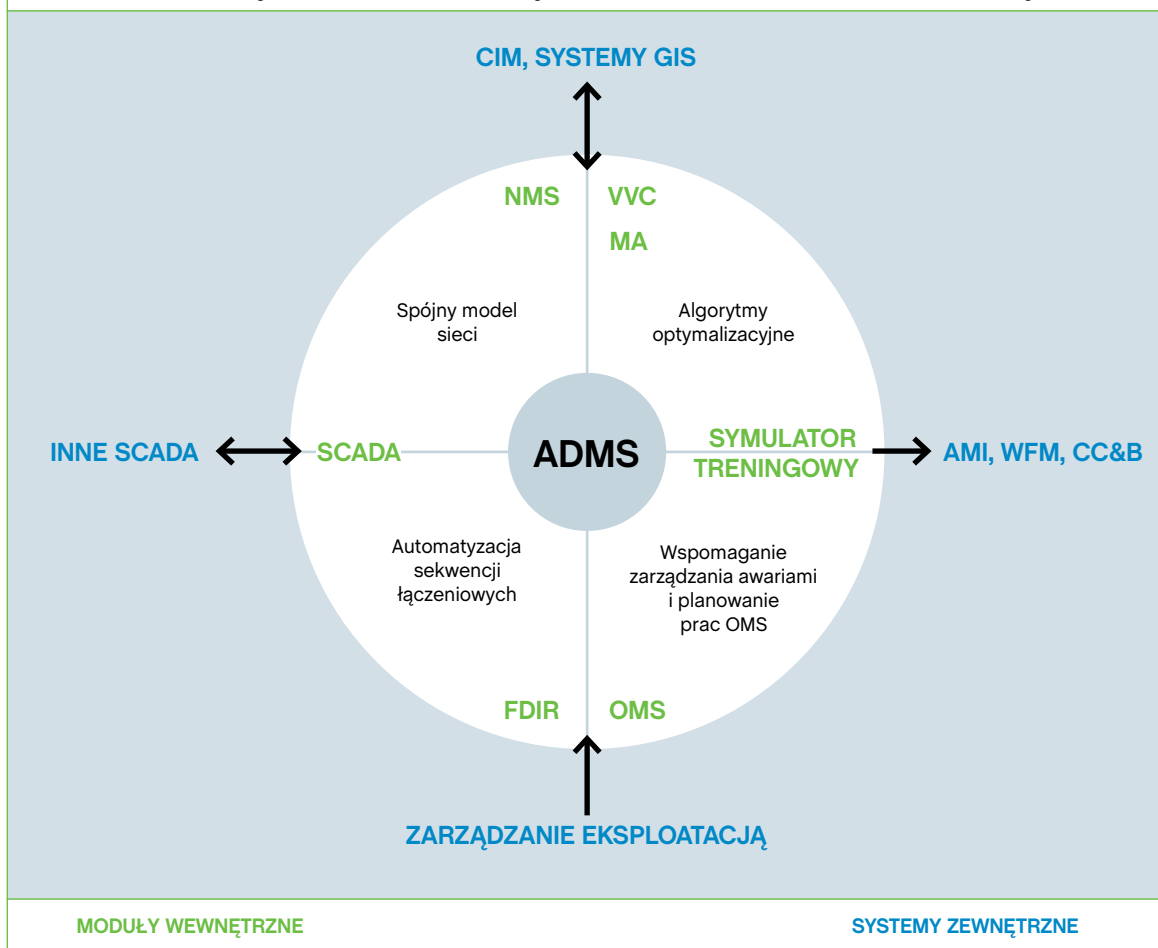 CIM, SYSTEMY GIS
NMS
VVC
MA
Spójny model
sieci
Algorytmy
optymalizacyjne
INNE SCADA
SCADA
ADMS
SYMULATOR
TRENINGOWY
AMI, WFM, CC&B
Automatyzacja
sekwencji
łączeniowych
Wspomaganie
zarządzania awariami
i planowanie
prac OMS
FDIR
OMS
ZARZĄDZANIE EKSPLOATACJĄ
MODUŁY WEWNĘTRZNE
SYSTEMY ZEWNĘTRZNE